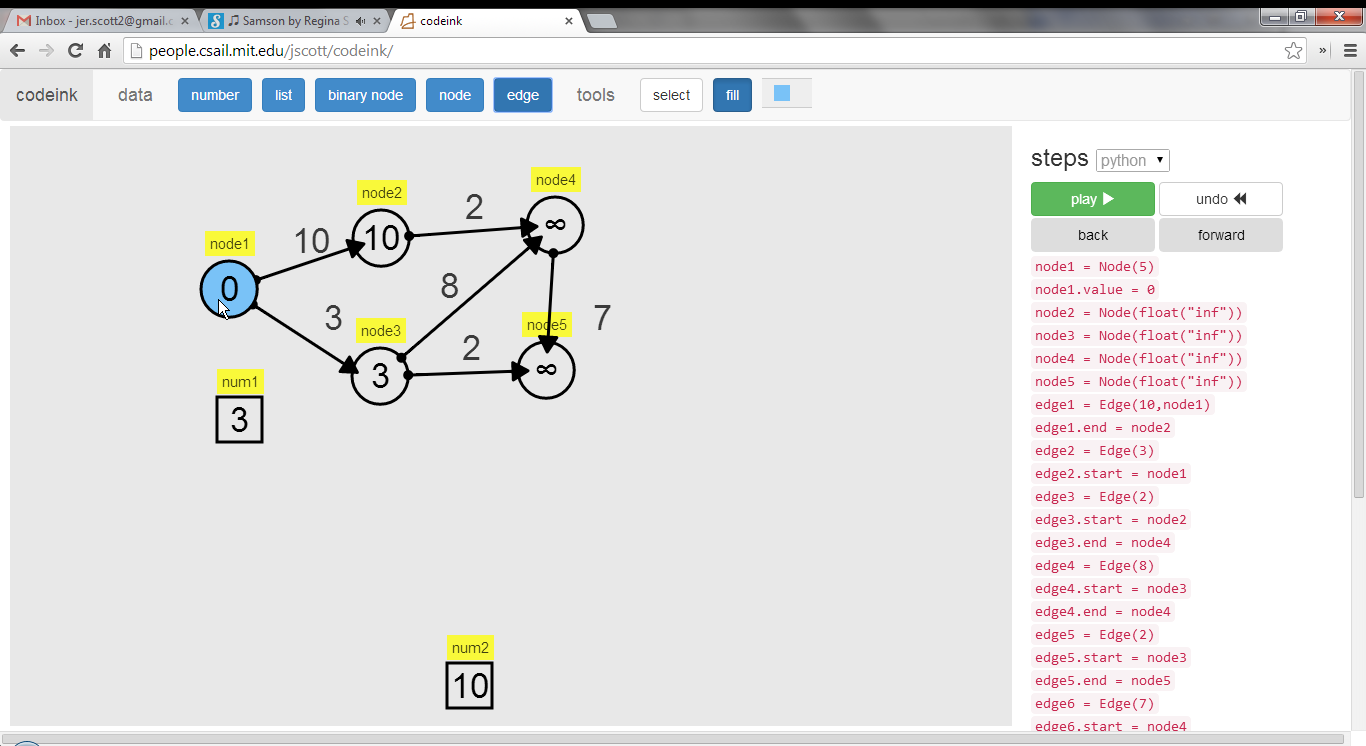 Inbox - jer.scott2@gmail.c
Samson by Regina S
codeink
people.csail.mit.edu/jscott/codeink/
codeink data number list binary node node edge tools select fill
node4
node2
2
∞
10
10
node1
0
8
3
node3
node5
7
2
3
∞
num1
3
num2
10
steps python
play undo
back forward
node1 = Node(5)
node1.value = 0
node2 = Node(float("inf"))
node3 = Node(float("inf"))
node4 = Node(float("inf"))
node5 = Node(float("inf"))
edge1 = Edge(10,node1)
edge1.end = node2
edge2 = Edge(3)
edge2.start = node1
edge3 = Edge(2)
edge3.start = node2
edge3.end = node4
edge4 = Edge(8)
edge4.start = node3
edge4.end = node4
edge5 = Edge(2)
edge5.start = node3
edge5.end = node5
edge6 = Edge(7)
edge6.start = node4